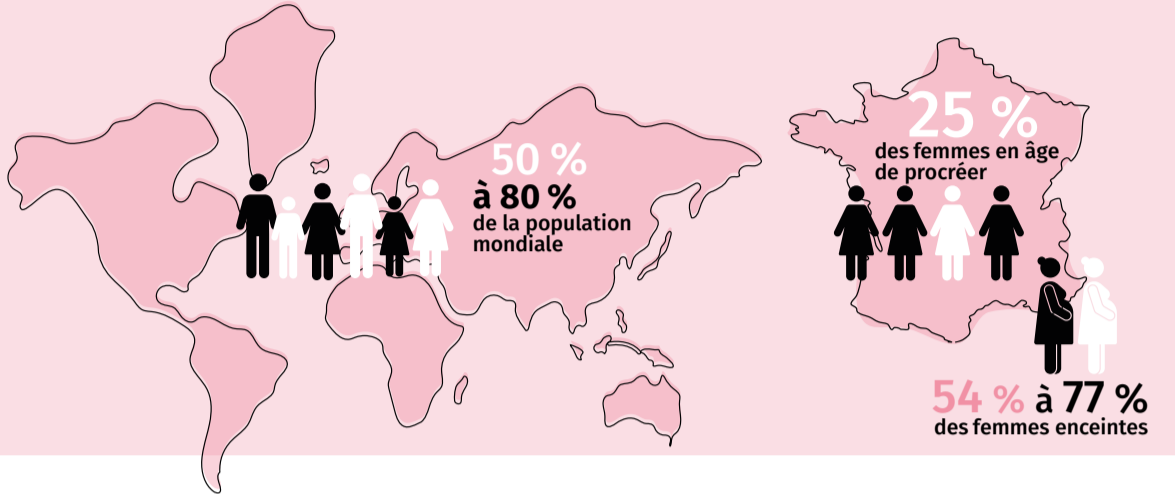 50 %
à 80 %
de la population
mondiale
25 %
des femmes en âge
de procréer
54 % à 77 %
des femmes enceintes